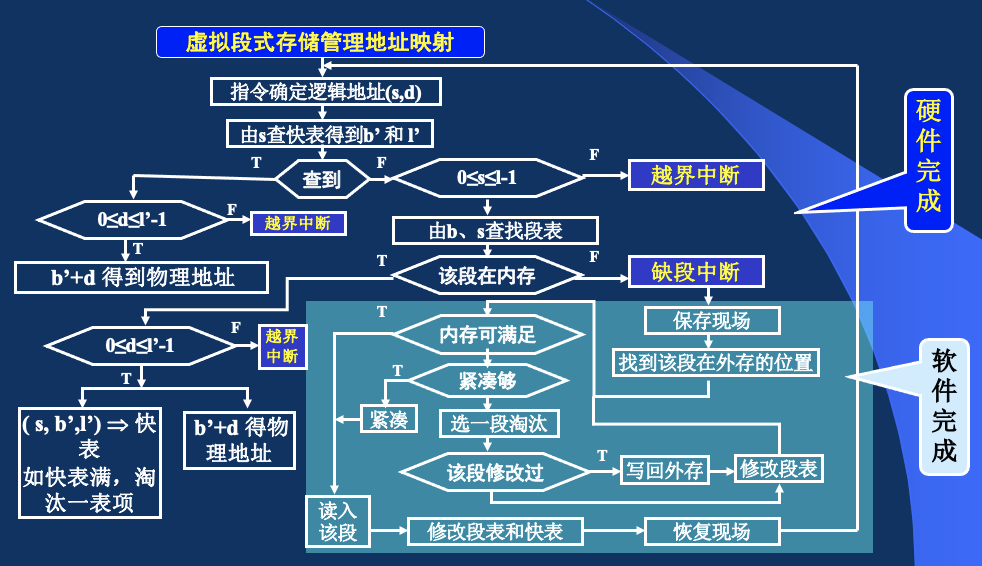 虚拟段式存储管理地址映射
指令确定逻辑地址(s,d)
由s查快表得到b’ 和 l’
T
查到
F
0≤s≤l-1
F
越界中断
0≤d≤l’-1
F
越界中断
T
b’+d 得到物理地址
由b、s查找段表
T
该段在内存
F
缺段中断
保存现场
找到该段在外存的位置
0≤d≤l’-1
F
越界
中断
T
( s, b’,l’) ⇒ 快
表
如快表满，淘
汰一表项
b’+d 得物
理地址
T
内存可满足
T
紧凑够
紧凑
选一段淘汰
该段修改过
T
写回外存
修改段表
读入
该段
修改段表和快表
恢复现场
硬
件
完
成
软
件
完
成